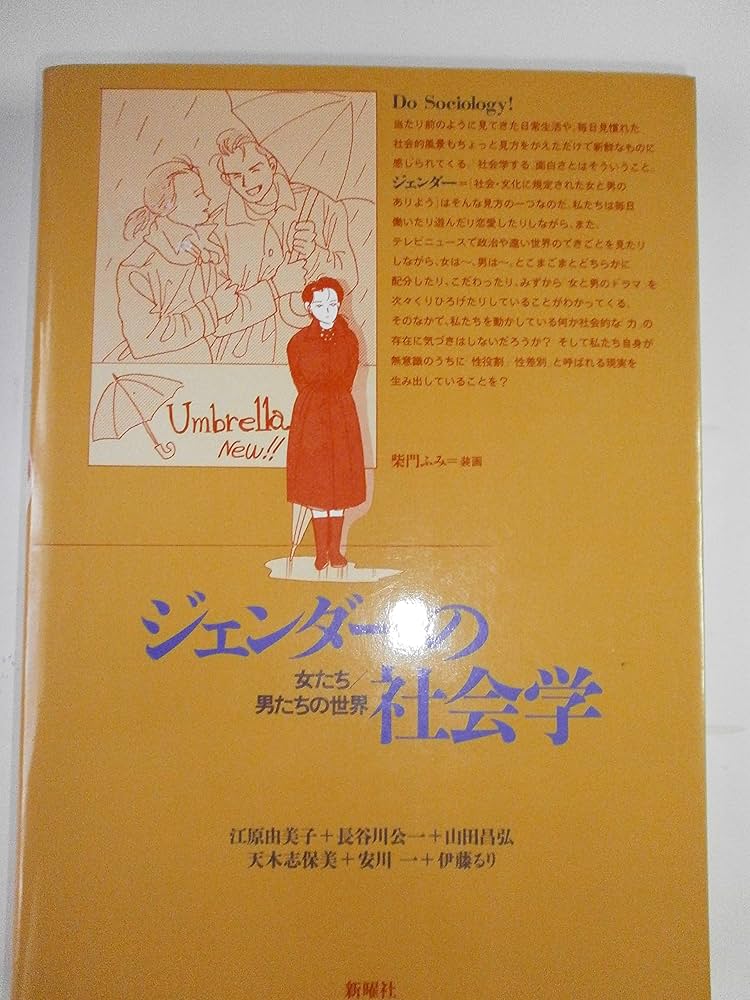 Do Sociology!
当たり前のように見てきた日常生活や、毎日見慣れた
社会的風景もちょっと見方をかえただけで新鮮なものに
感じられてくる。「社会学する」面白さとはそういうこと。
ジェンダー=「社会・文化に規定された女と男の
ありよう」はそんな見方の一つなのだ。私たちは毎日
働いたり遊んだり恋愛したりしながら、また、
テレビニュースで政治や遠い世界のできごとを見たり
しながら、女は〜、男は〜。とこまごまとどちらかに
配分したり、こだわったり、みずから"女と男のドラマ"を
次々くりひろげたりしていることがわかってくる。
そのなかで、私たちを動かしている何か社会的な"力"の
存在に気づきはしないだろうか? そして私たち自身が
無意識のうちに"性役割""性差別"と呼ばれる現実を
生み出していることを?
柴門ふみ=装画
Umbrella
New!!
ジェンダーの
女たち/
男たちの世界
社会学
江原由美子+長谷川公一+山田昌弘
天木志保美+安川 一+伊藤るり
新曜社